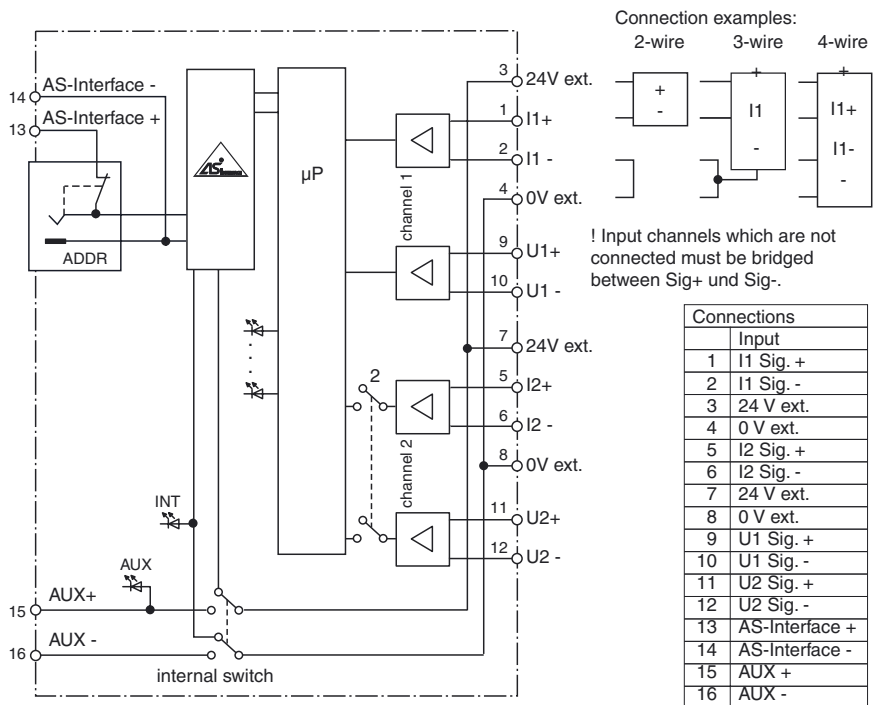 Connection examples:
2-wire
3-wire
4-wire
+
-
+
I1
-
+
I1+
I1-
-
! Input channels which are not
connected must be bridged
between Sig+ und Sig-.
14 AS-Interface -
13 AS-Interface +
ADDR
ASi
µP
channel 1
channel 2
2
3 24V ext.
1 I1+
2 I1 -
4 0V ext.
9 U1+
10 U1 -
7 24V ext.
5 I2+
6 I2 -
8 0V ext.
11 U2+
12 U2 -
INT
AUX
15 AUX+
16 AUX -
internal switch
Connections
Input
1 I1 Sig. +
2 I1 Sig. -
3 24 V ext.
4 0 V ext.
5 I2 Sig. +
6 I2 Sig. -
7 24 V ext.
8 0 V ext.
9 U1 Sig. +
10 U1 Sig. -
11 U2 Sig. +
12 U2 Sig. -
13 AS-Interface +
14 AS-Interface -
15 AUX +
16 AUX -